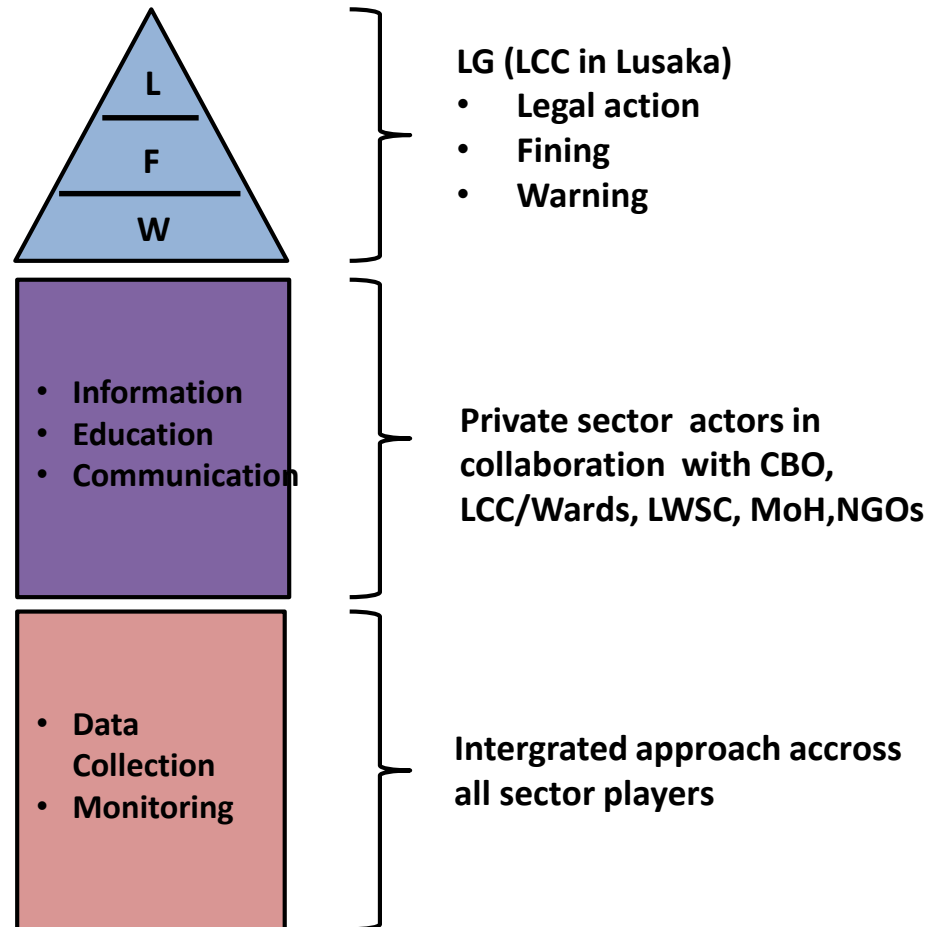 L
F
W
LG (LCC in Lusaka)
• Legal action
• Fining
• Warning
• Information
• Education
• Communication
Private sector actors in
collaboration with CBO,
LCC/Wards, LWSC, MoH,NGOs
• Data
Collection
• Monitoring
Intergrated approach accross
all sector players